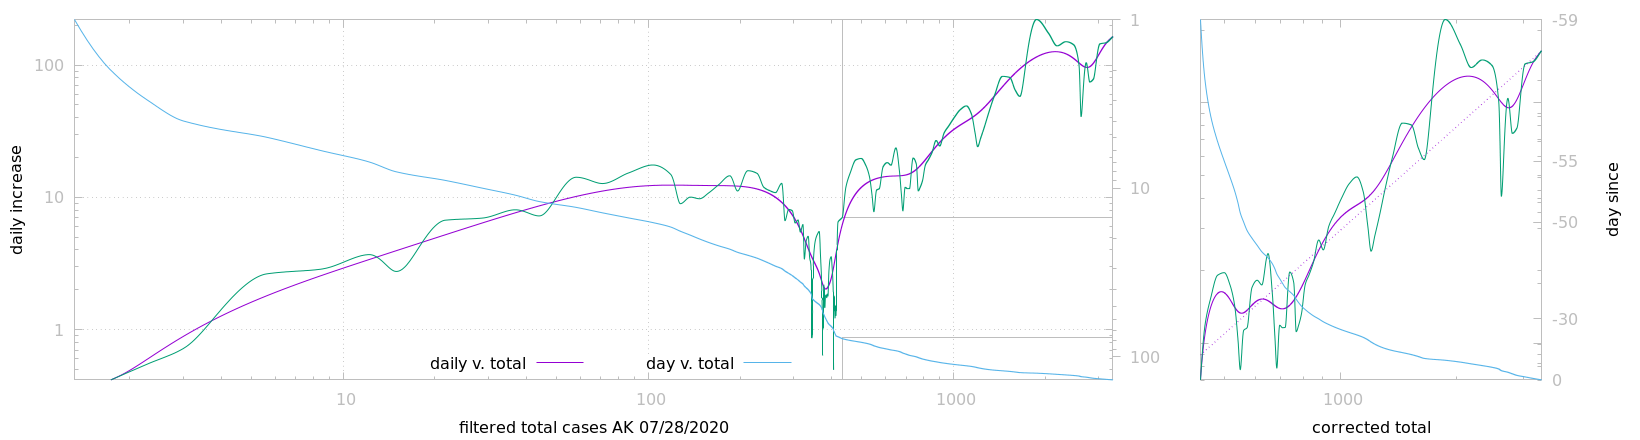 100
10
1
daily increase
daily v. total
day v. total
10
100
1000
filtered total cases AK 07/28/2020
1
10
100
1000
corrected total
-59
-55
-50
-30
0
day since